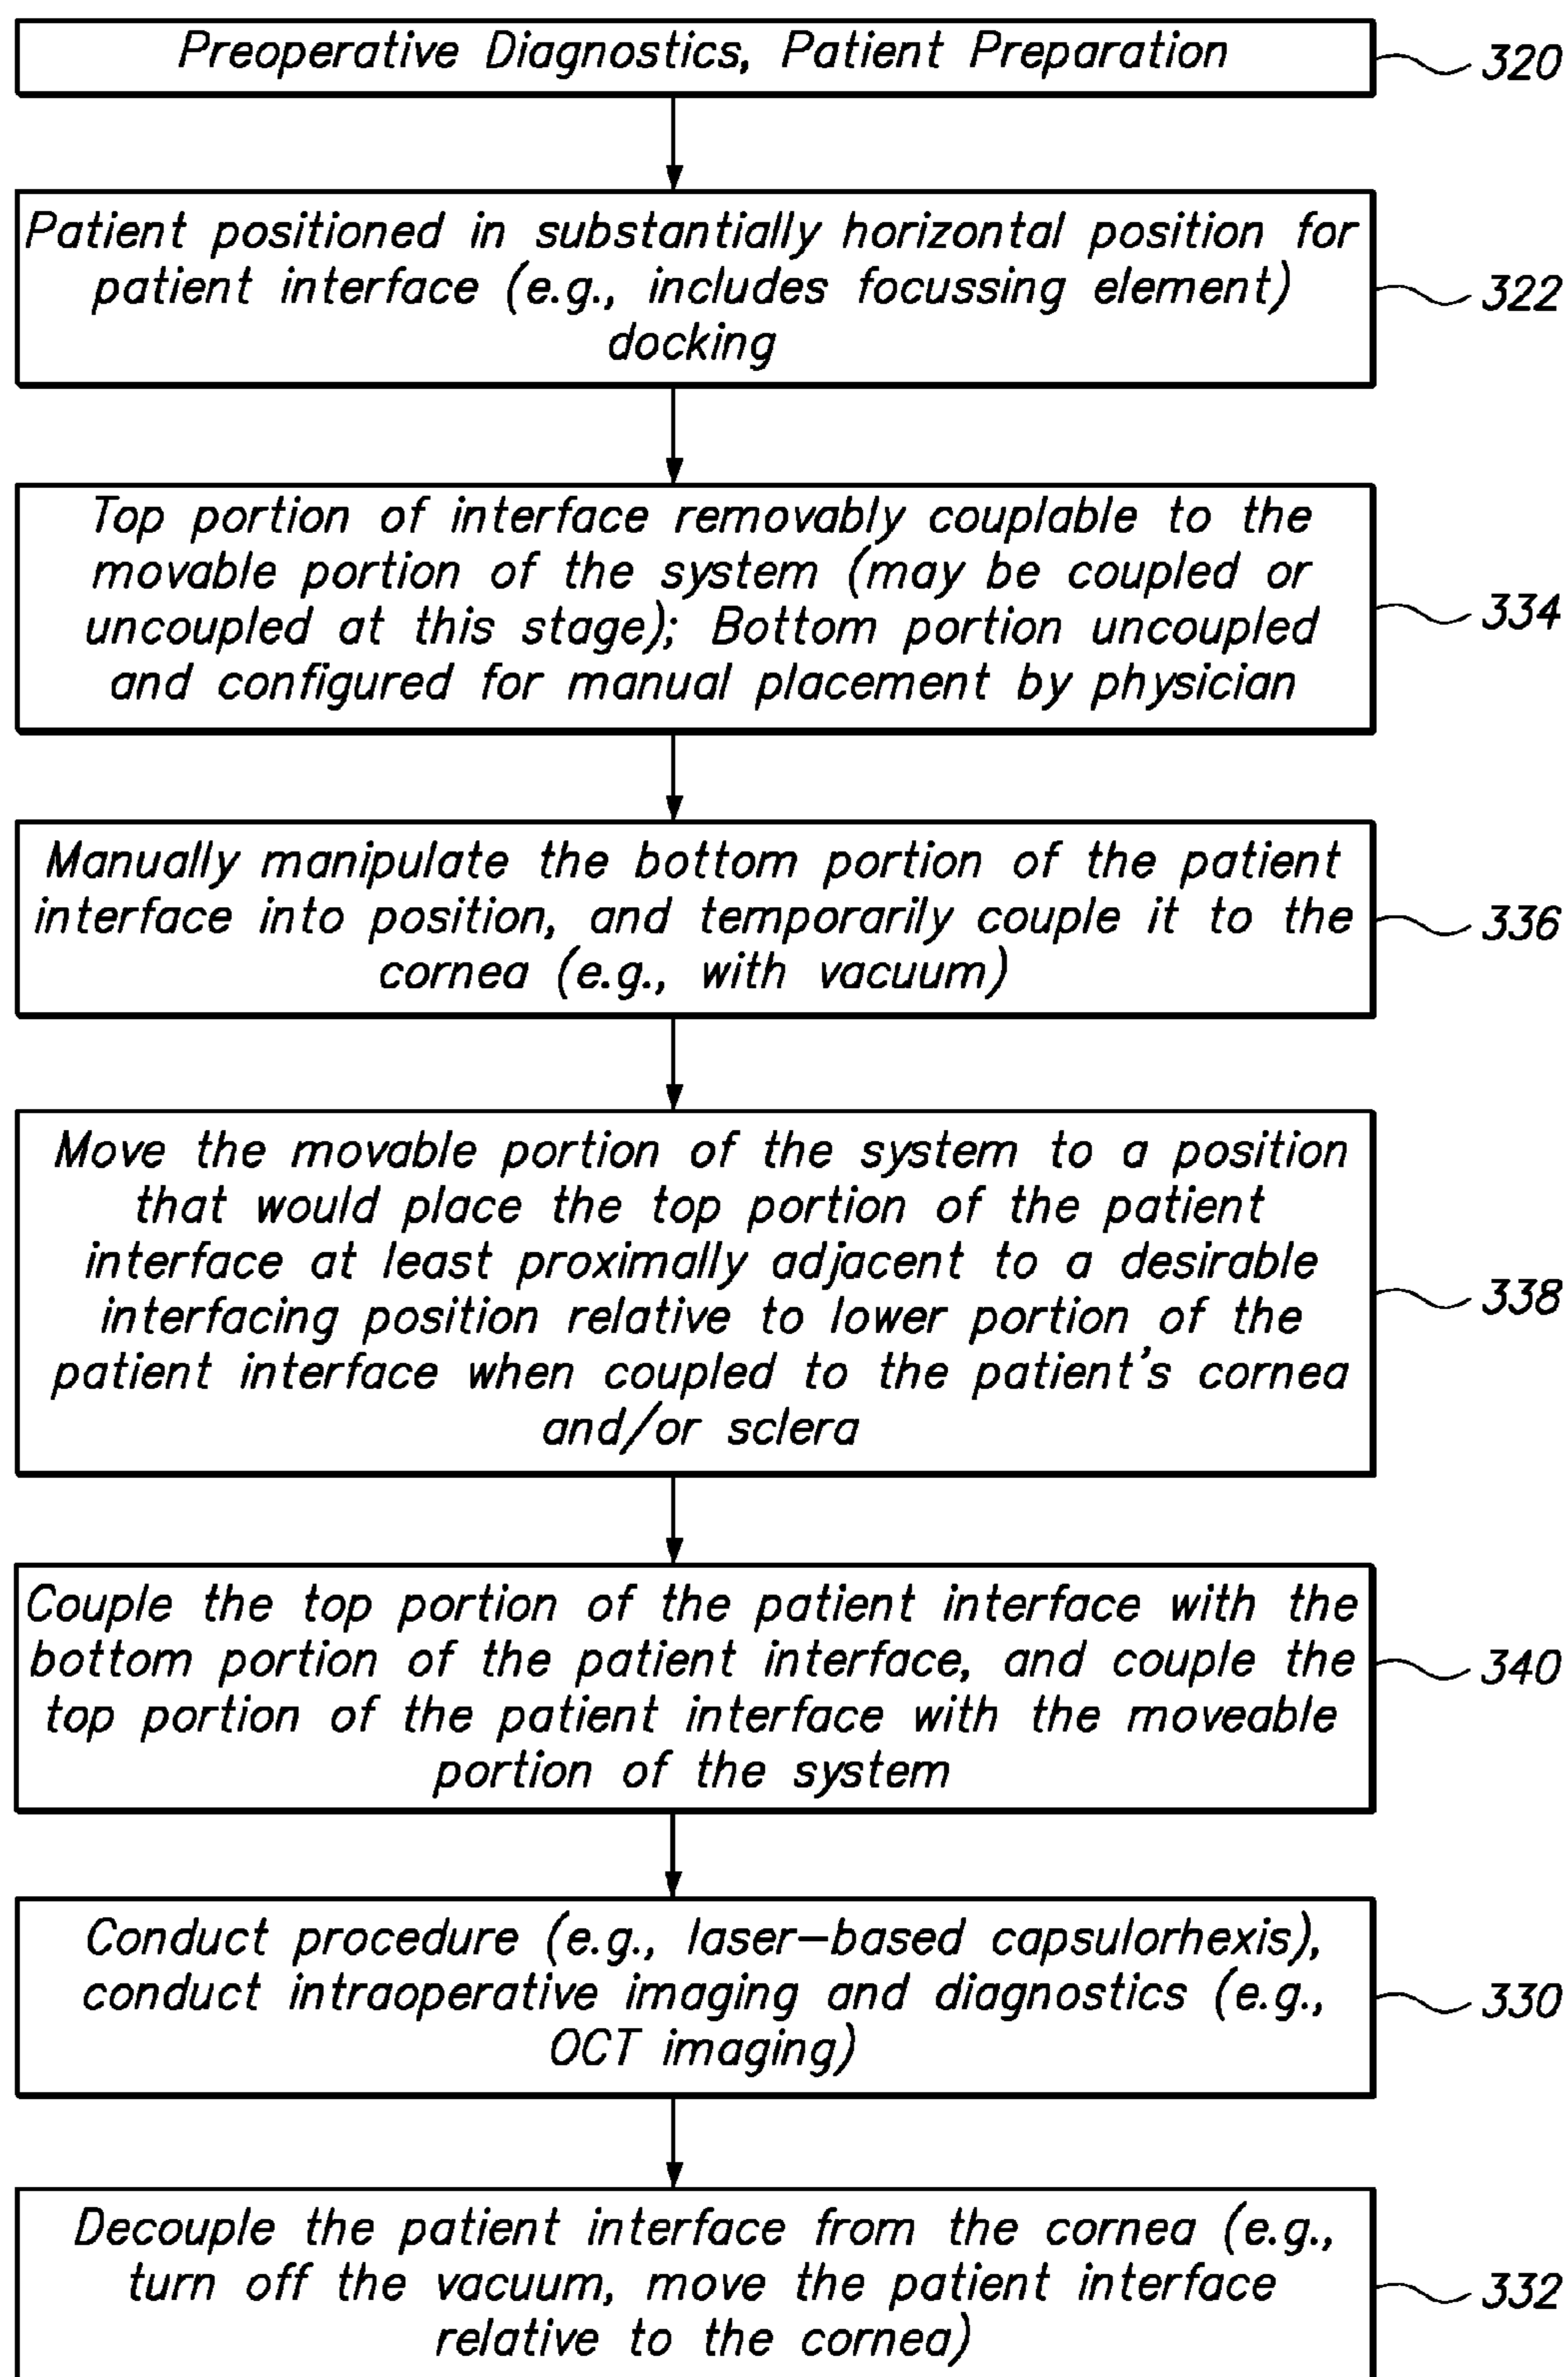 Preoperative Diagnostics, Patient Preparation
320
Patient positioned in substantially horizontal position for
patient interface (e.g., includes focussing element)
docking
322
Top portion of interface removably couplable to the
movable portion of the system (may be coupled or
uncoupled at this stage); Bottom portion uncoupled
and configured for manual placement by physician
334
Manually manipulate the bottom portion of the patient
interface into position, and temporarily couple it to the
cornea (e.g., with vacuum)
336
Move the movable portion of the system to a position
that would place the top portion of the patient
interface at least proximally adjacent to a desirable
interfacing position relative to lower portion of the
patient interface when coupled to the patient's cornea
and/or sclera
338
Couple the top portion of the patient interface with the
bottom portion of the patient interface, and couple the
top portion of the patient interface with the moveable
portion of the system
340
Conduct procedure (e.g., laser-based capsulorhexis),
conduct intraoperative imaging and diagnostics (e.g.,
OCT imaging)
330
Decouple the patient interface from the cornea (e.g.,
turn off the vacuum, move the patient interface
relative to the cornea)
332